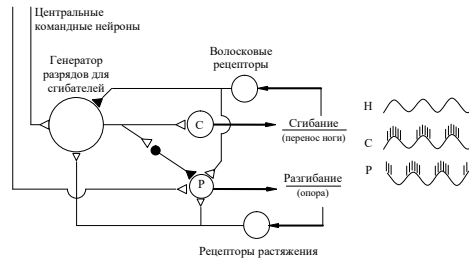 Центральные
командные нейроны
Генератор
разрядов для
сгибателей
Волосковые
рецепторы
С
Сгибание
(перенос ноги)
Р
Разгибание
(опора)
Рецепторы растяжения
Н
С
Р